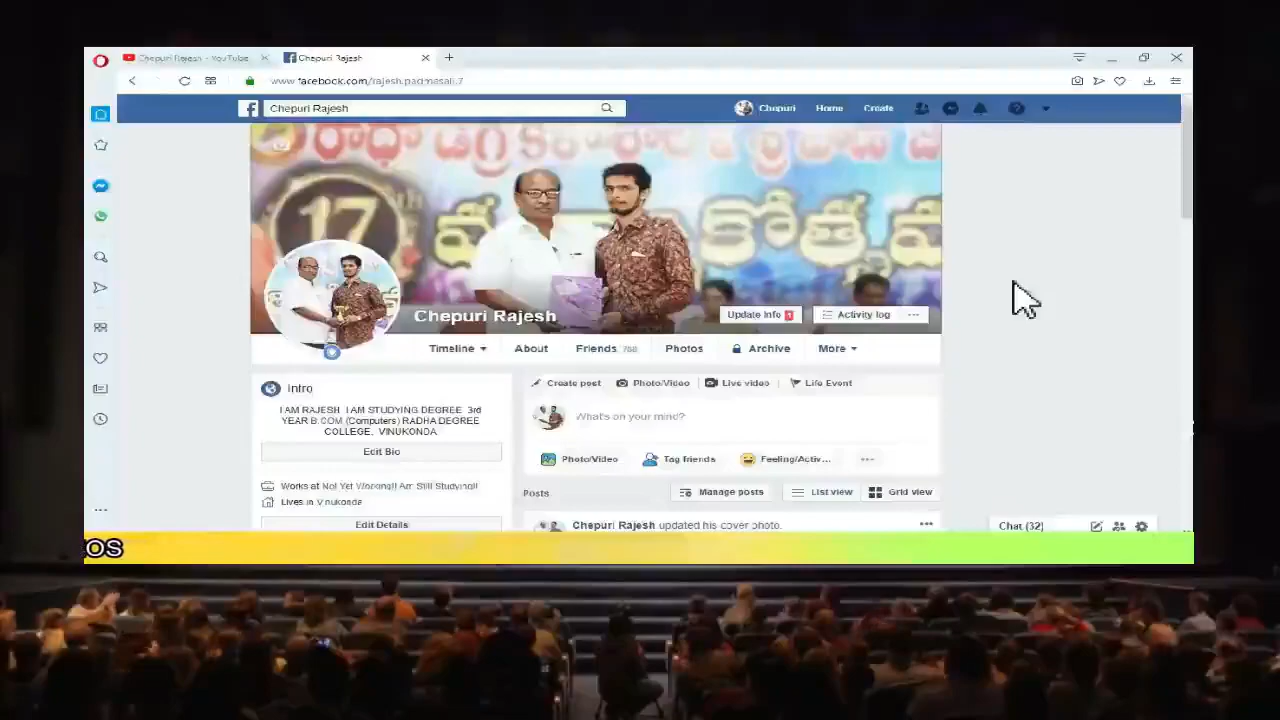 Chepuri Rajesh - YouTube
Chepuri Rajesh
www.facebook.com/rajesh.padmasali.7
Chepuri Rajesh
Chepuri
Home
Create
17th
Chepuri Rajesh
Update Info 1
Activity log
Timeline
About
Friends 768
Photos
Archive
More
Intro
I AM RAJESH I AM STUDYING DEGREE 3rd
YEAR B.COM (Computers) RADHA DEGREE
COLLEGE, VINUKONDA
Edit Bio
Works at Not Yet Working!! Am Still Studying!!
Lives in Vinukonda
Edit Details
Create post
Photo/Video
Live video
Life Event
What's on your mind?
Photo/Video
Tag friends
Feeling/Activ...
Posts
Manage posts
List view
Grid view
Chepuri Rajesh updated his cover photo.
Chat (32)
OS